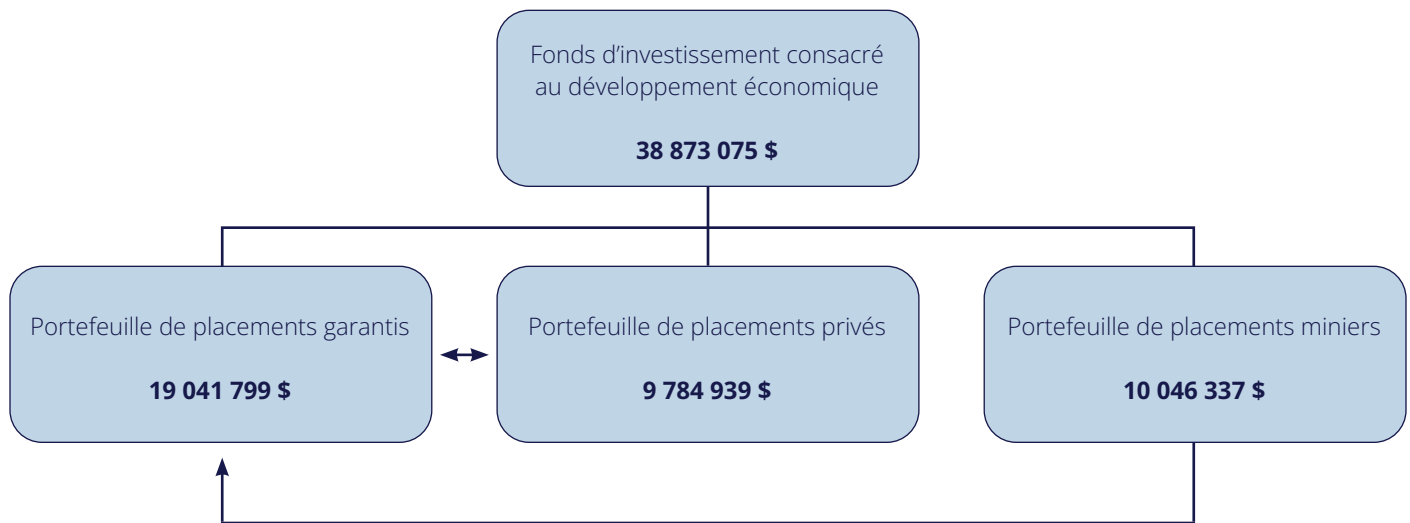 Fonds d’investissement consacré
au développement économique
38 873 075 $
Portefeuille de placements garantis
19 041 799 $
Portefeuille de placements privés
9 784 939 $
Portefeuille de placements miniers
10 046 337 $